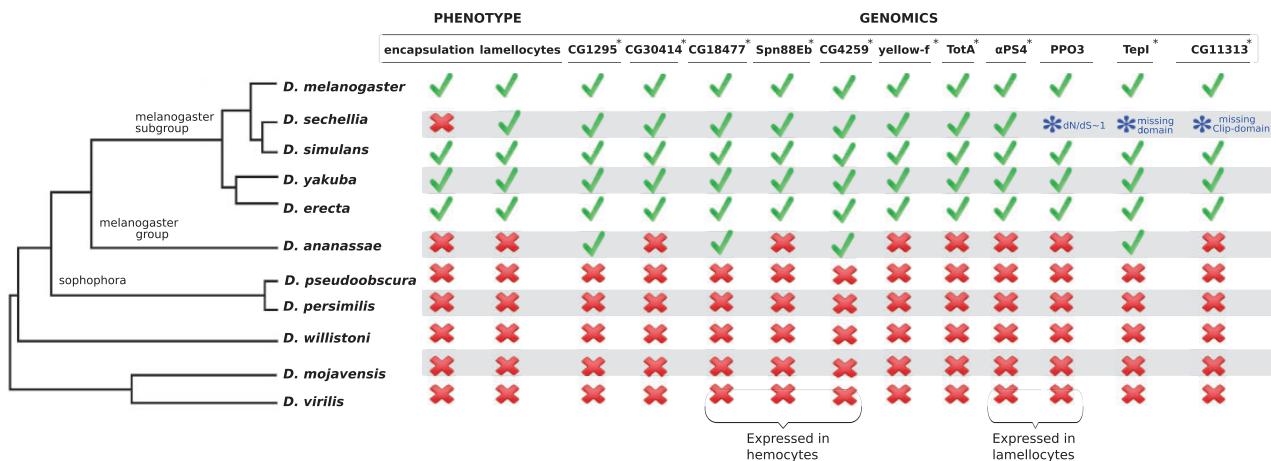 PHENOTYPE GENOMICS
encapsulation lamellocytes CG1295* CG30414* CG18477* Spn88Eb* CG4259* yellow-f* TotA* αPS4* PPO3 TepI* CG11313*
D. melanogaster
melanogaster
subgroup
D. sechellia
dN/dS~1
missing
domain
missing
Clip-domain
D. simulans
D. yakuba
D. erecta
melanogaster
group
D. ananassae
sophophora
D. pseudoobscura
D. persimilis
D. willistoni
D. mojavensis
D. virilis
Expressed in
hemocytes
Expressed in
lamellocytes